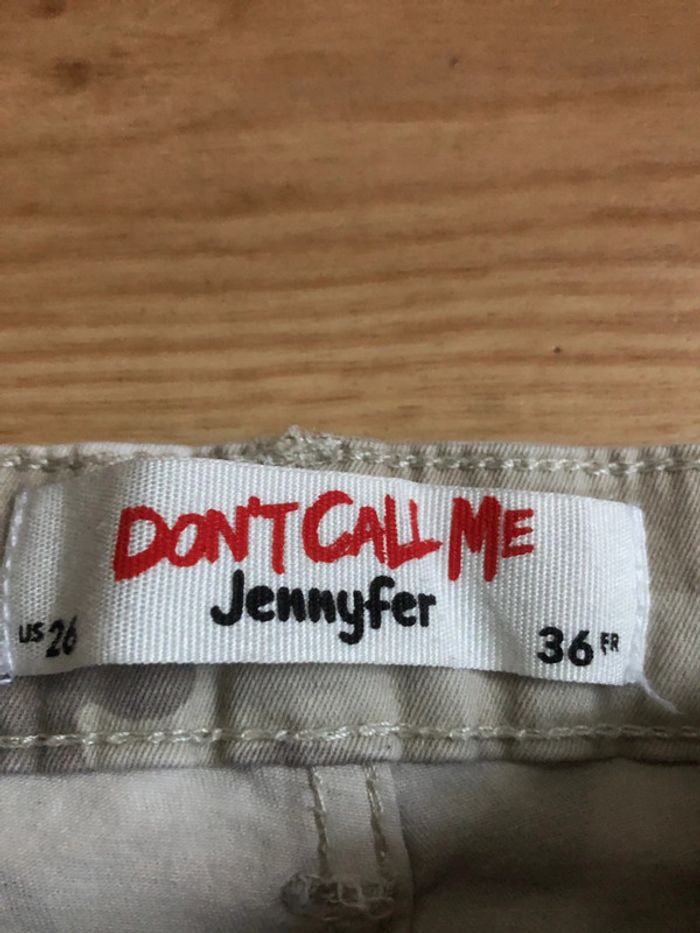 DON'T CALL ME
Jennyfer
US 26
36 FR